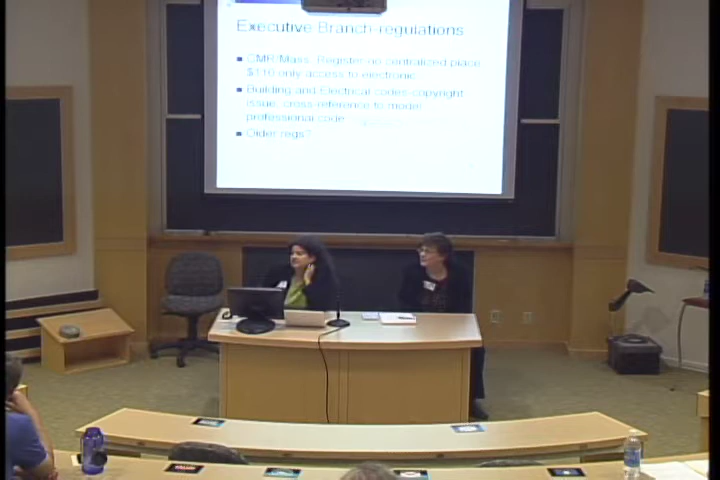 Executive Branch-regulations
CMR/Mass. Register-no centralized place
$110 only access to electronic
Building and Electrical codes copyright
issue, cross-reference to model
professional code
Older regs?